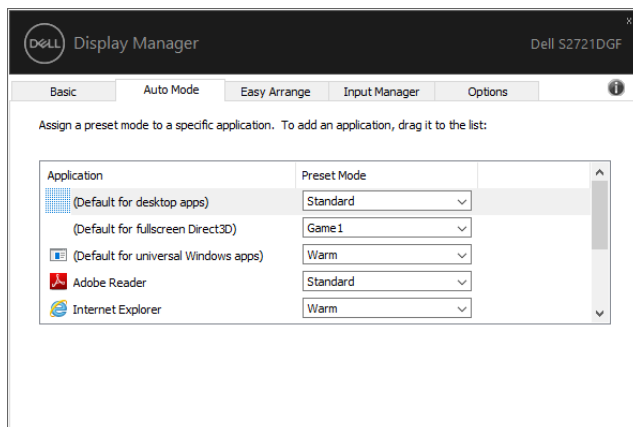 DELL Display Manager Dell S2721DGF
Basic Auto Mode Easy Arrange Input Manager Options
Assign a preset mode to a specific application. To add an application, drag it to the list:
Application Preset Mode
(Default for desktop apps) Standard
(Default for fullscreen Direct3D) Game1
(Default for universal Windows apps) Warm
Adobe Reader Standard
Internet Explorer Warm